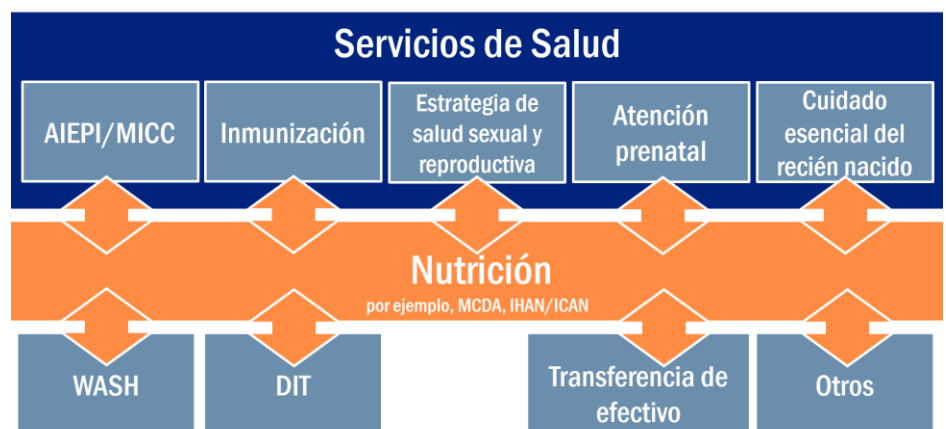 Servicios de Salud
AIEPI/MICC
Inmunización
Estrategia de
salud sexual y
reproductiva
Atención
prenatal
Cuidado
esencial del
recién nacido
Nutrición
por ejemplo, MCDA, IHAN/ICAN
WASH
DIT
Transferencia de
efectivo
Otros